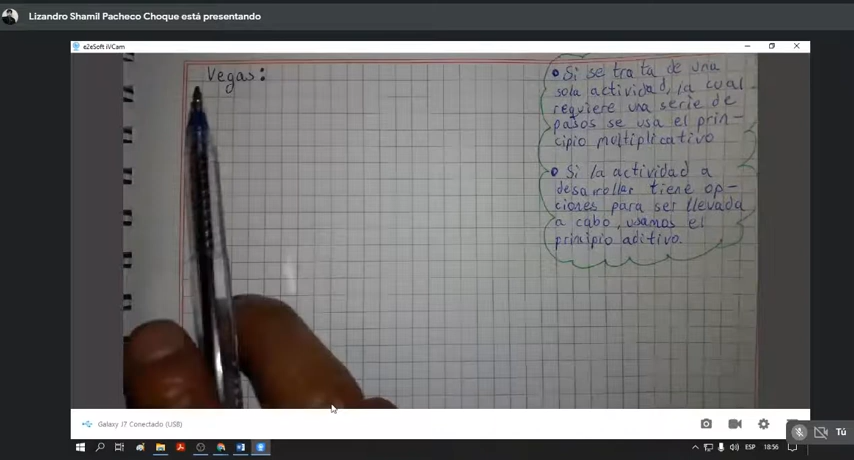 Lizandro Shamil Pacheco Choque está presentando
e2eSoft iVCam
Vegas:
• Si se trata de una
sola actividad, la cual
requiere una serie de
pasos se usa el prin-
cipio multiplicativo
• Si la actividad a
desarrollar tiene op-
ciones para ser llevada
a cabo, usamos el
principio aditivo.
Galaxy J7 Conectado (USB)
Tú
ESP
18:56